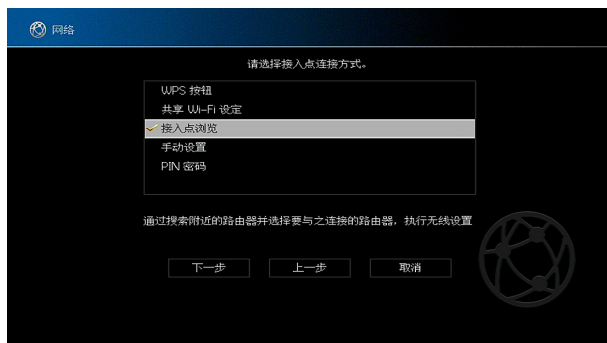 网络
请选择接入点连接方式。
WPS 按钮
共享 Wi-Fi 设定
接入点浏览
手动设置
PIN 密码
通过搜索附近的路由器并选择要与之连接的路由器，执行无线设置
下一步 上一步 取消